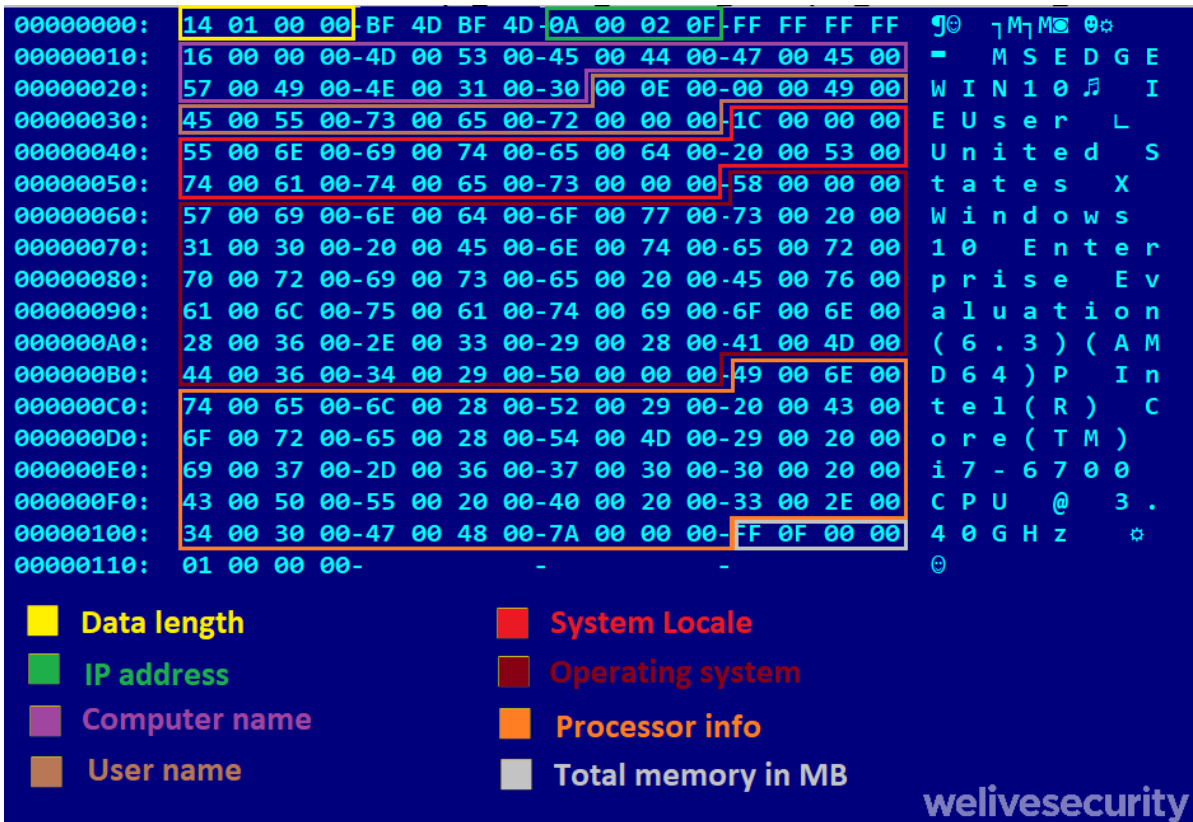 00000000: 14 01 00 00-BF 4D BF 4D-0A 00 02 0F-FF FF FF FF ¶☺ ┐M┐M◙ ☻☼
00000010: 16 00 00 00-4D 00 53 00-45 00 44 00-47 00 45 00 ▬ M S E D G E
00000020: 57 00 49 00-4E 00 31 00-30 00 0E 00-00 00 49 00 W I N 1 0 ♫ I
00000030: 45 00 55 00-73 00 65 00-72 00 00 00-1C 00 00 00 E U s e r ∟
00000040: 55 00 6E 00-69 00 74 00-65 00 64 00-20 00 53 00 U n i t e d S
00000050: 74 00 61 00-74 00 65 00-73 00 00 00-58 00 00 00 t a t e s X
00000060: 57 00 69 00-6E 00 64 00-6F 00 77 00-73 00 20 00 W i n d o w s
00000070: 31 00 30 00-20 00 45 00-6E 00 74 00-65 00 72 00 1 0 E n t e r
00000080: 70 00 72 00-69 00 73 00-65 00 20 00-45 00 76 00 p r i s e E v
00000090: 61 00 6C 00-75 00 61 00-74 00 69 00-6F 00 6E 00 a l u a t i o n
000000A0: 28 00 36 00-2E 00 33 00-29 00 28 00-41 00 4D 00 ( 6 . 3 ) ( A M
000000B0: 44 00 36 00-34 00 29 00-50 00 00 00-49 00 6E 00 D 6 4 ) P I n
000000C0: 74 00 65 00-6C 00 28 00-52 00 29 00-20 00 43 00 t e l ( R ) C
000000D0: 6F 00 72 00-65 00 28 00-54 00 4D 00-29 00 20 00 o r e ( T M )
000000E0: 69 00 37 00-2D 00 36 00-37 00 30 00-30 00 20 00 i 7 - 6 7 0 0
000000F0: 43 00 50 00-55 00 20 00-40 00 20 00-33 00 2E 00 C P U @ 3 .
00000100: 34 00 30 00-47 00 48 00-7A 00 00 00-FF 0F 00 00 4 0 G H z ☼
00000110: 01 00 00 00- - - ☺
Data length
System Locale
IP address
Operating system
Computer name
Processor info
User name
Total memory in MB
welivesecurity